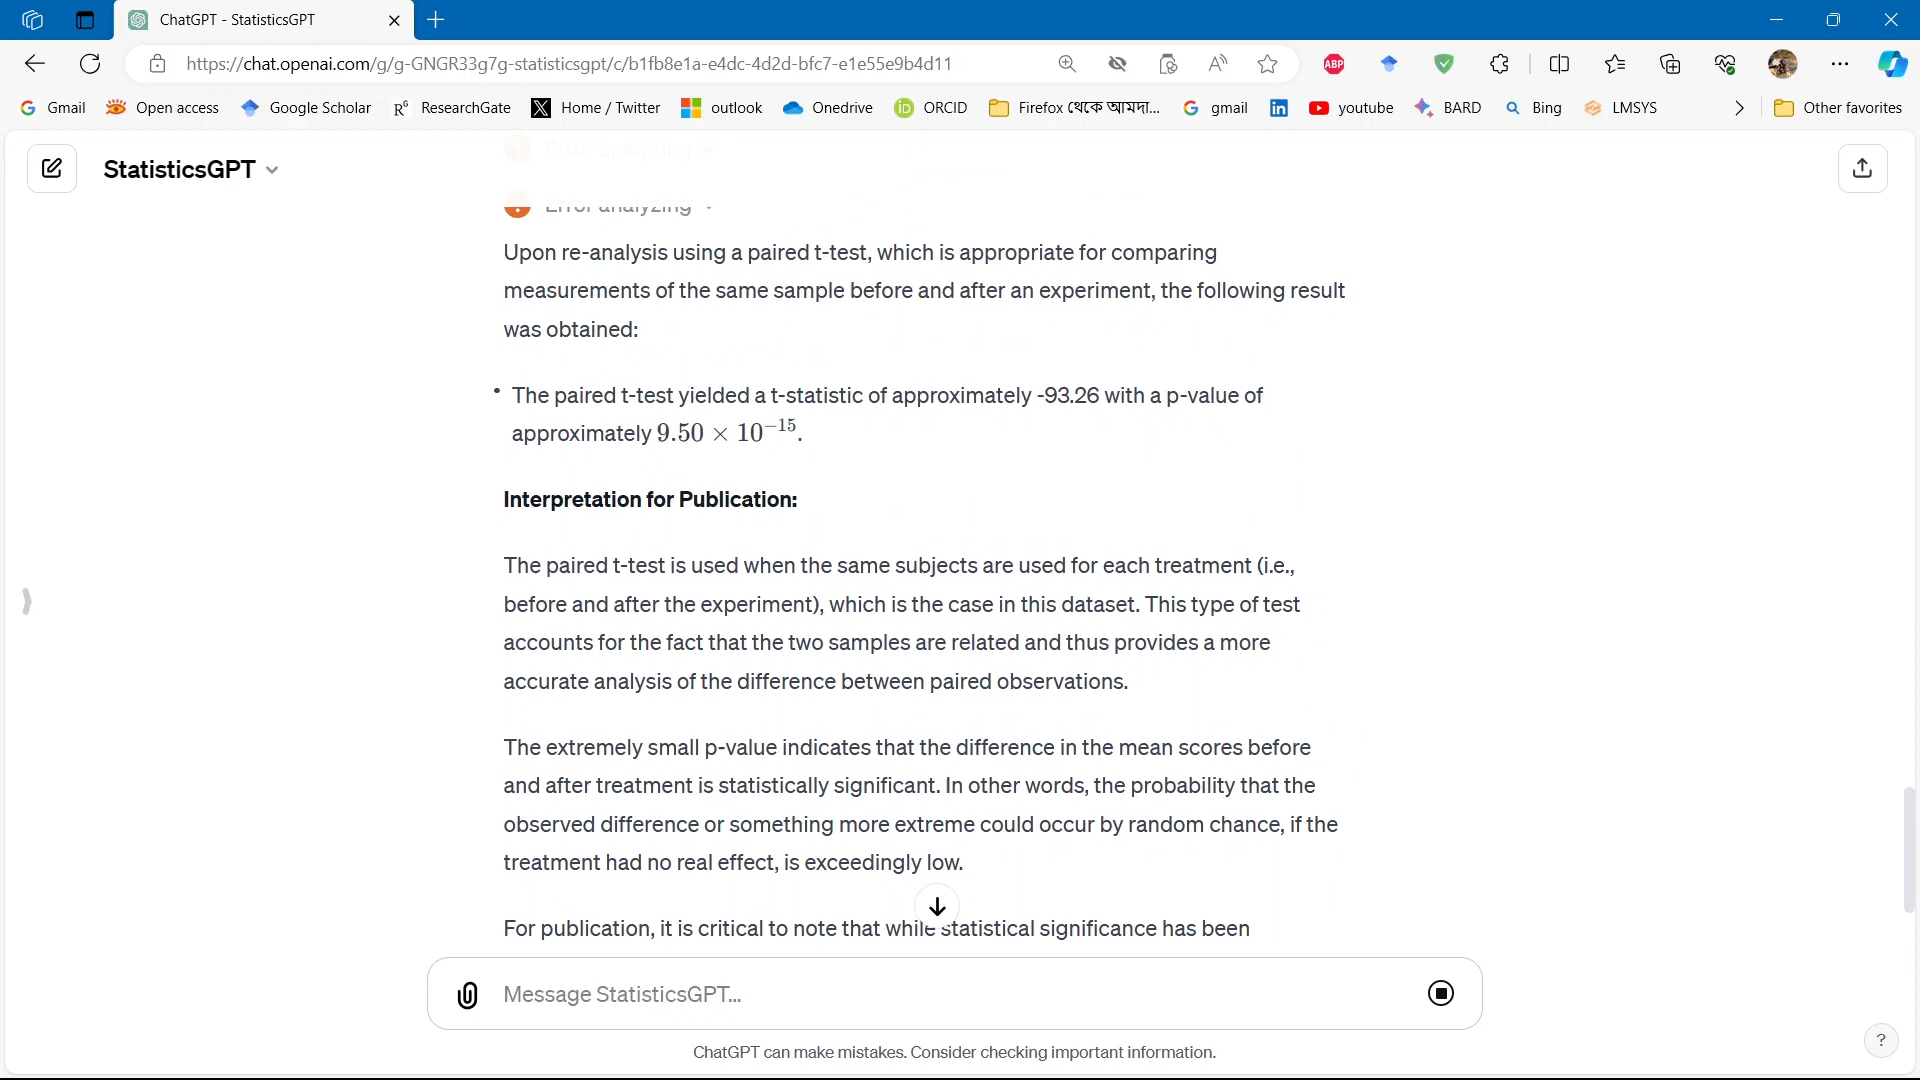 ChatGPT - StatisticsGPT
https://chat.openai.com/g/g-GNGR33g7g-statisticsgpt/c/b1fb8e1a-e4dc-4d2d-bfc7-e1e55e9b4d11
ABP
Gmail Open access Google Scholar ResearchGate Home / Twitter outlook Onedrive ORCID Firefox থেকে আমদা... gmail youtube BARD Bing LMSYS Other favorites
StatisticsGPT
Error analyzing
Error analyzing
Upon re-analysis using a paired t-test, which is appropriate for comparing
measurements of the same sample before and after an experiment, the following result
was obtained:
• The paired t-test yielded a t-statistic of approximately -93.26 with a p-value of
approximately 9.50 × 10⁻¹⁵.
Interpretation for Publication:
The paired t-test is used when the same subjects are used for each treatment (i.e.,
before and after the experiment), which is the case in this dataset. This type of test
accounts for the fact that the two samples are related and thus provides a more
accurate analysis of the difference between paired observations.
The extremely small p-value indicates that the difference in the mean scores before
and after treatment is statistically significant. In other words, the probability that the
observed difference or something more extreme could occur by random chance, if the
treatment had no real effect, is exceedingly low.
For publication, it is critical to note that while statistical significance has been
Message StatisticsGPT...
ChatGPT can make mistakes. Consider checking important information.
?